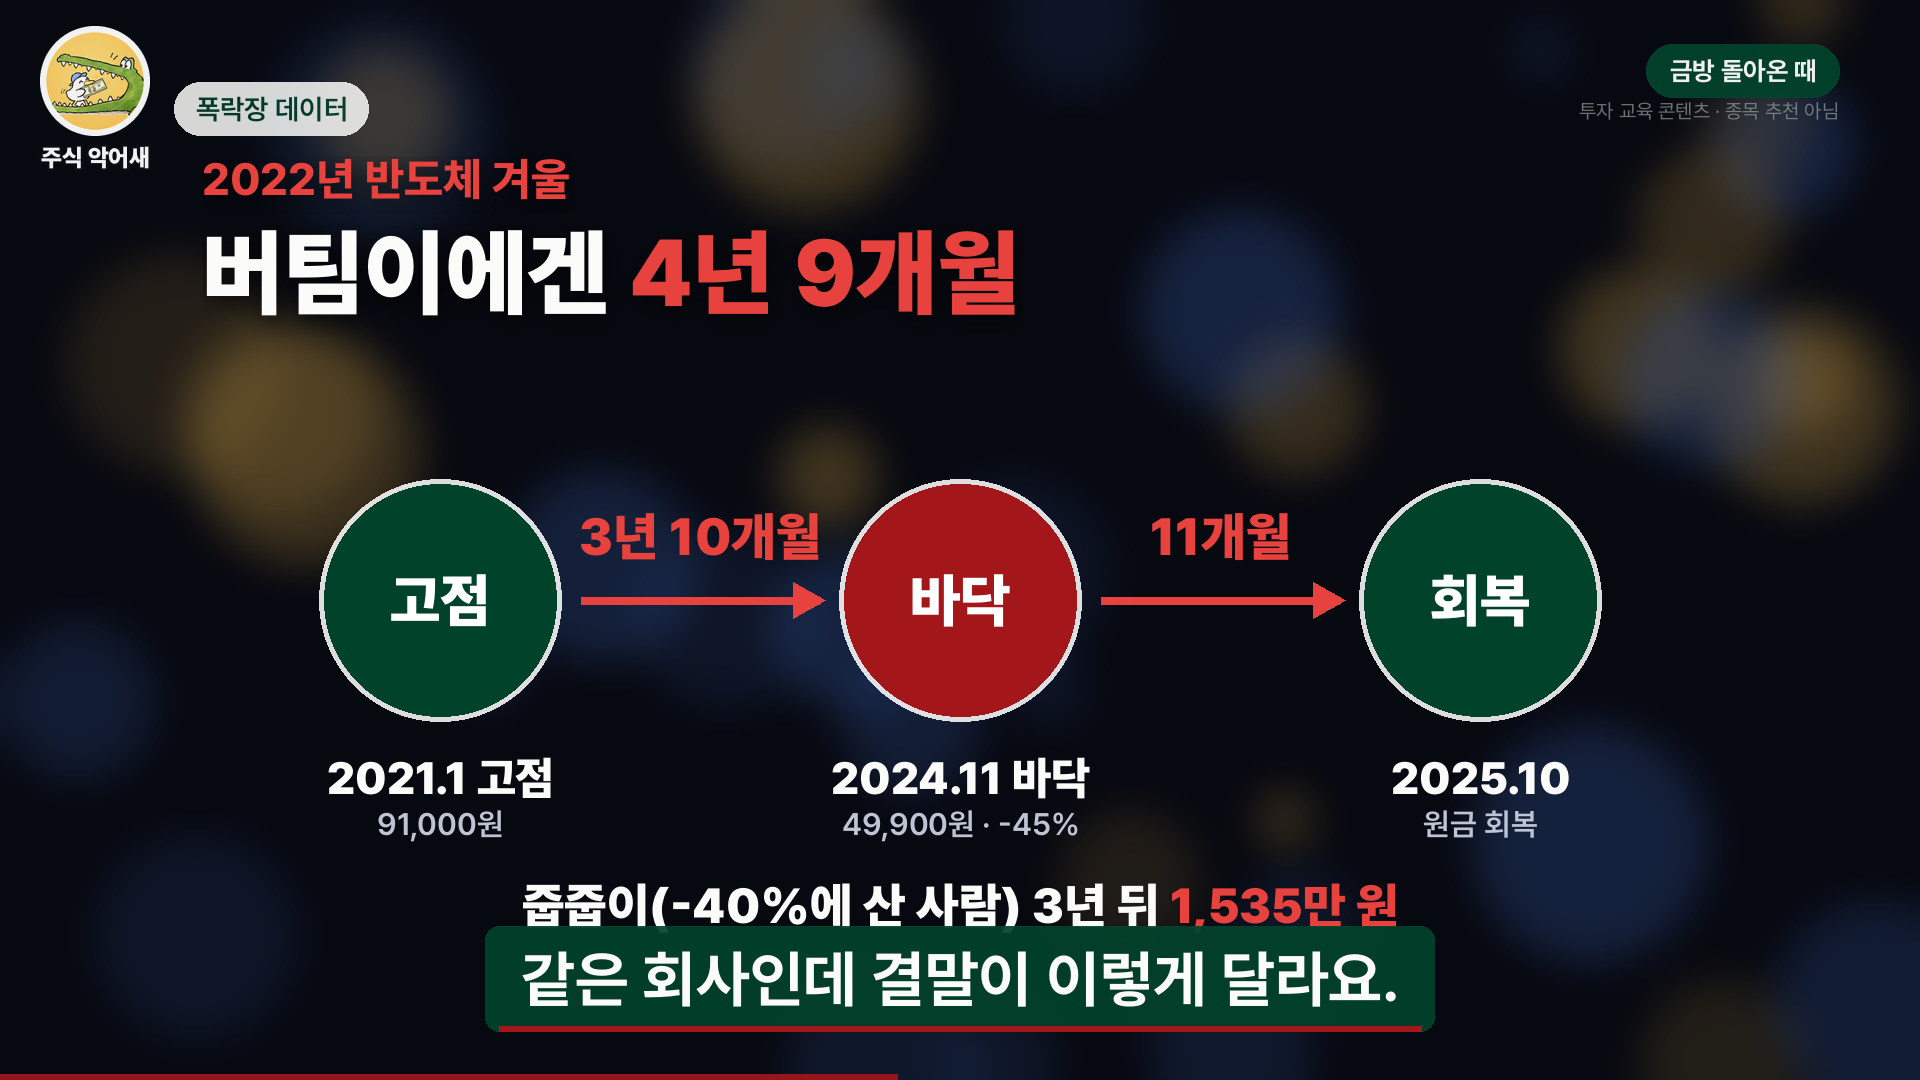 폭락장 데이터
주식 악어새
금방 돌아온 때
투자 교육 콘텐츠 · 종목 추천 아님
2022년 반도체 겨울
버팀이에겐 4년 9개월
3년 10개월
11개월
고점
바닥
회복
2021.1 고점
91,000원
2024.11 바닥
49,900원 · -45%
2025.10
원금 회복
줍줍이(-40%에 산 사람) 3년 뒤 1,535만 원
같은 회사인데 결말이 이렇게 달라요.